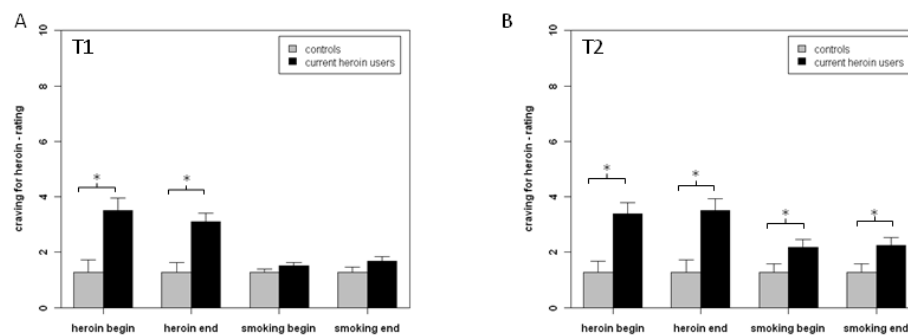 A
T1
controls
current heroin users
craving for heroin - rating
10
8
6
4
2
0
*
*
heroin begin
heroin end
smoking begin
smoking end
B
T2
controls
current heroin users
craving for heroin - rating
10
8
6
4
2
0
*
*
*
*
heroin begin
heroin end
smoking begin
smoking end